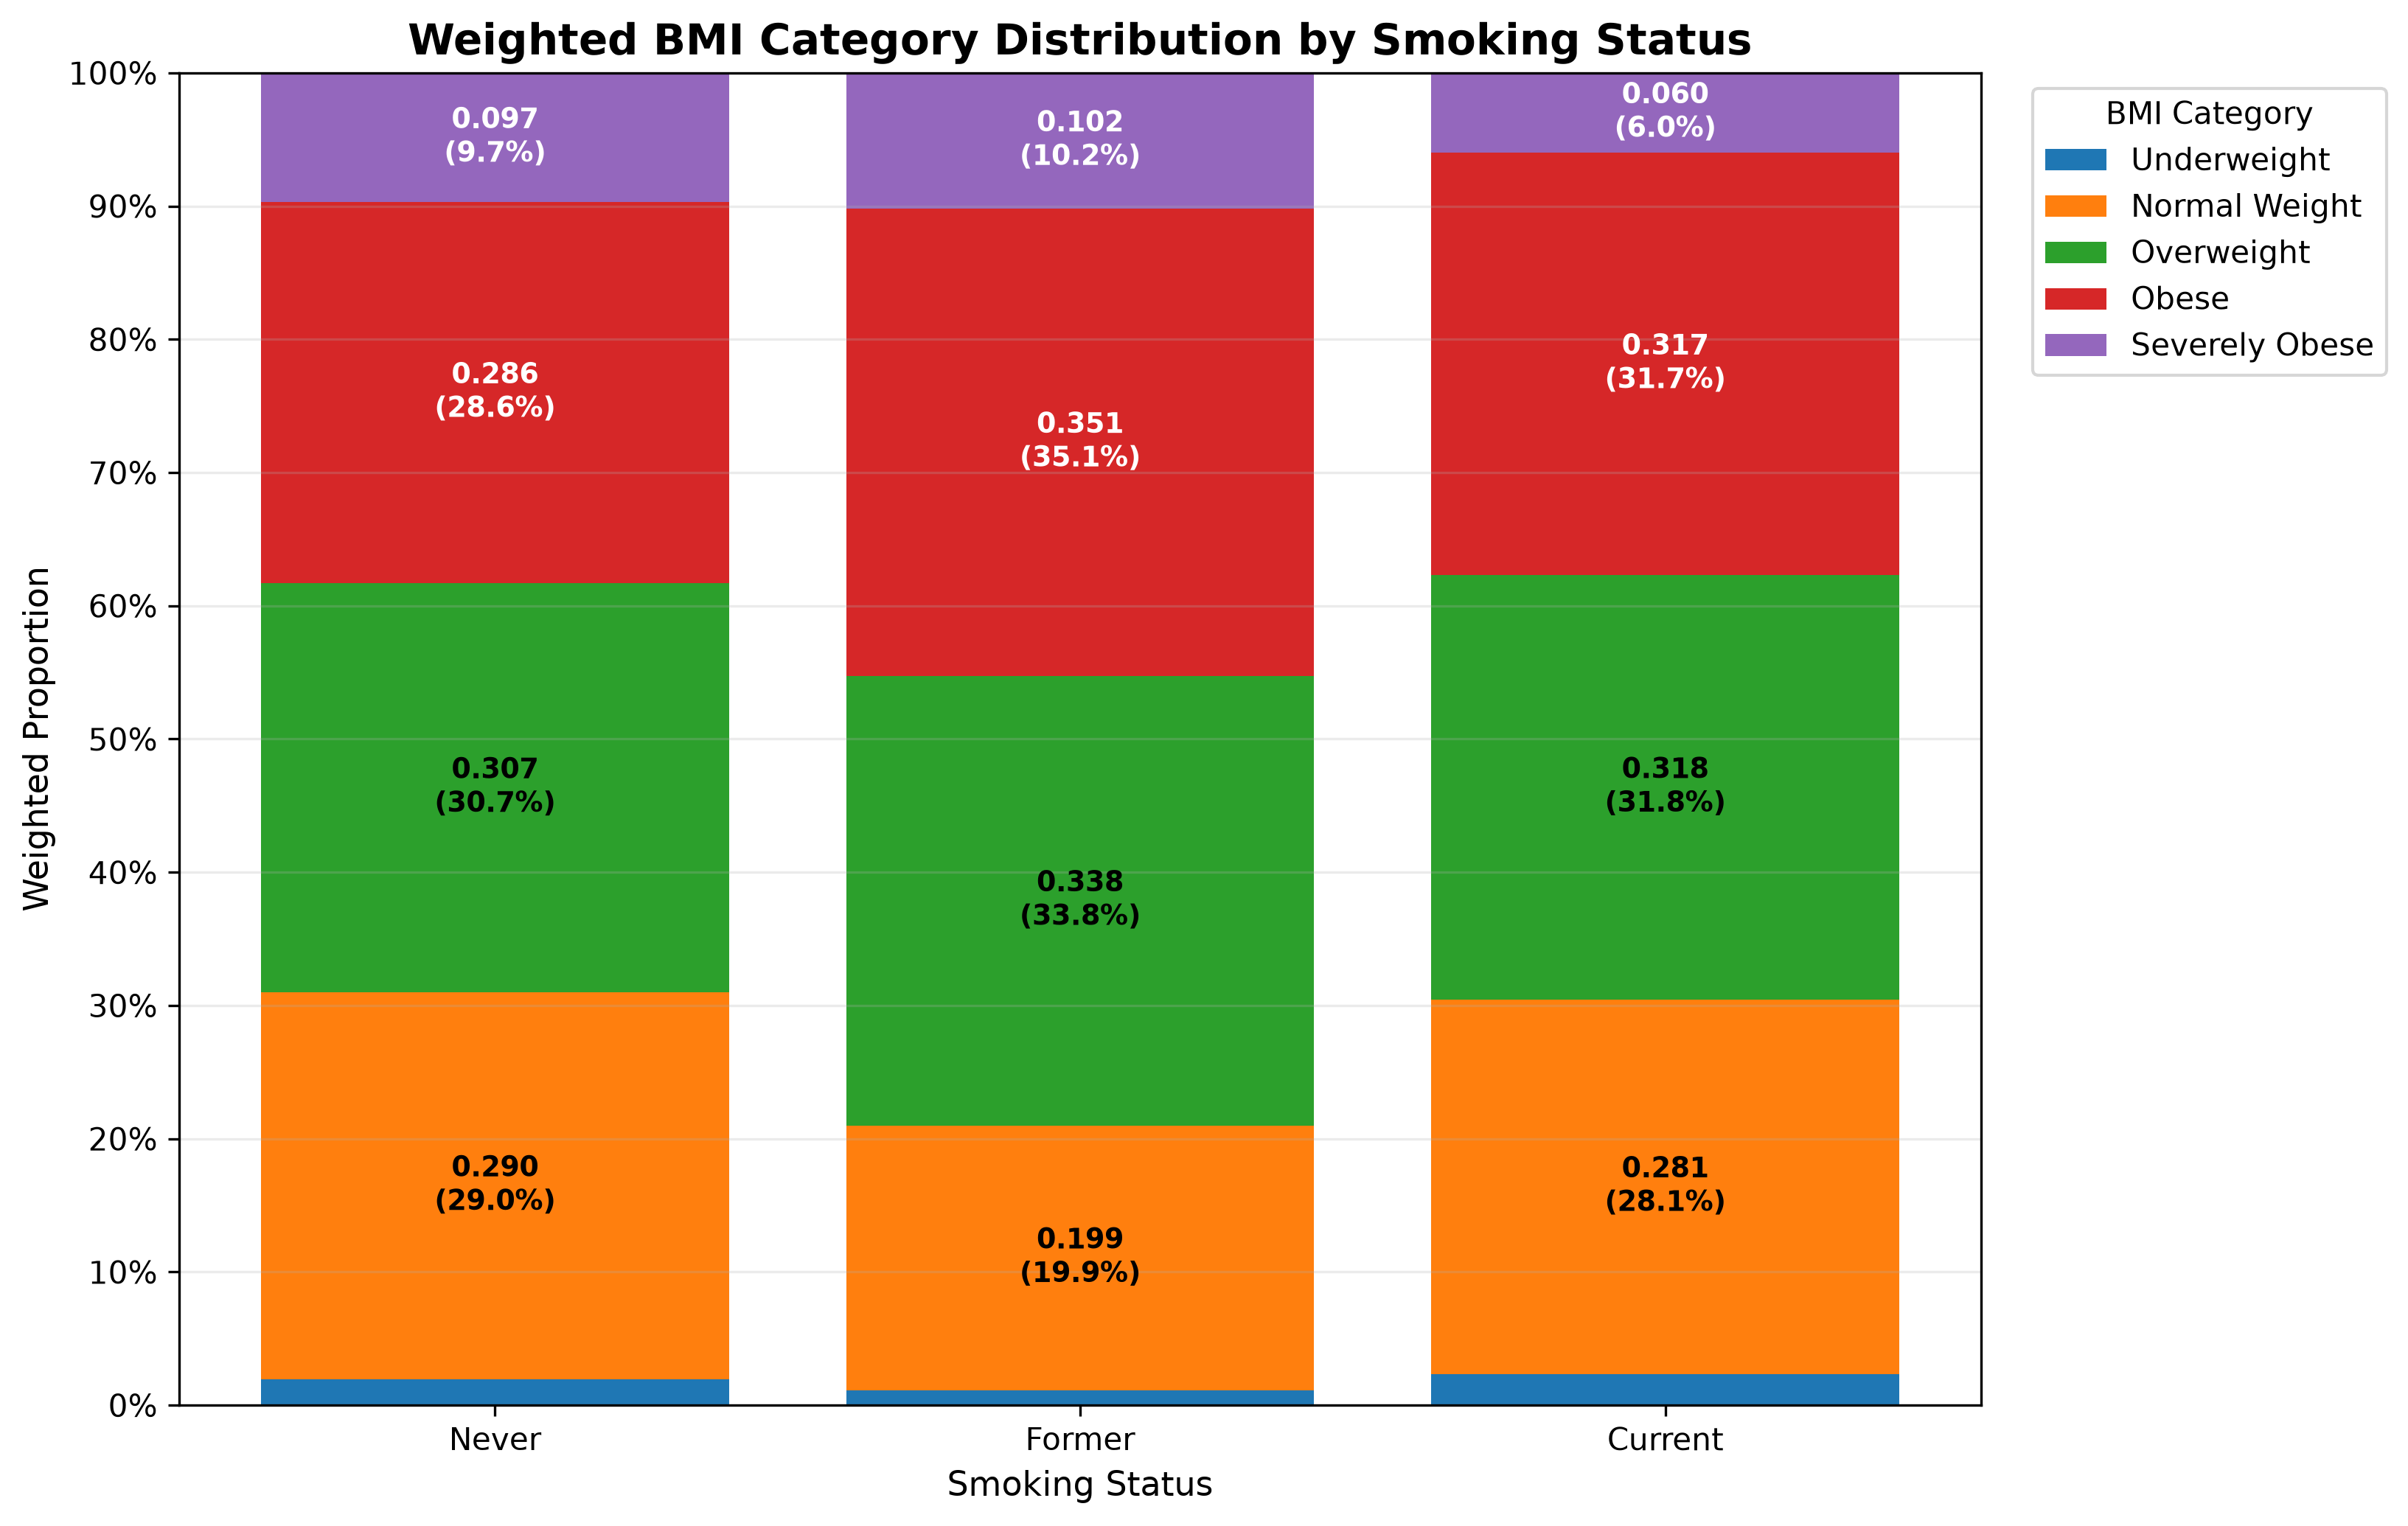 Weighted BMI Category Distribution by Smoking Status
Weighted Proportion
100%
90%
80%
70%
60%
50%
40%
30%
20%
10%
0%
0.097
(9.7%)
0.286
(28.6%)
0.307
(30.7%)
0.290
(29.0%)
0.102
(10.2%)
0.351
(35.1%)
0.338
(33.8%)
0.199
(19.9%)
0.060
(6.0%)
0.317
(31.7%)
0.318
(31.8%)
0.281
(28.1%)
Never
Former
Current
Smoking Status
BMI Category
Underweight
Normal Weight
Overweight
Obese
Severely Obese